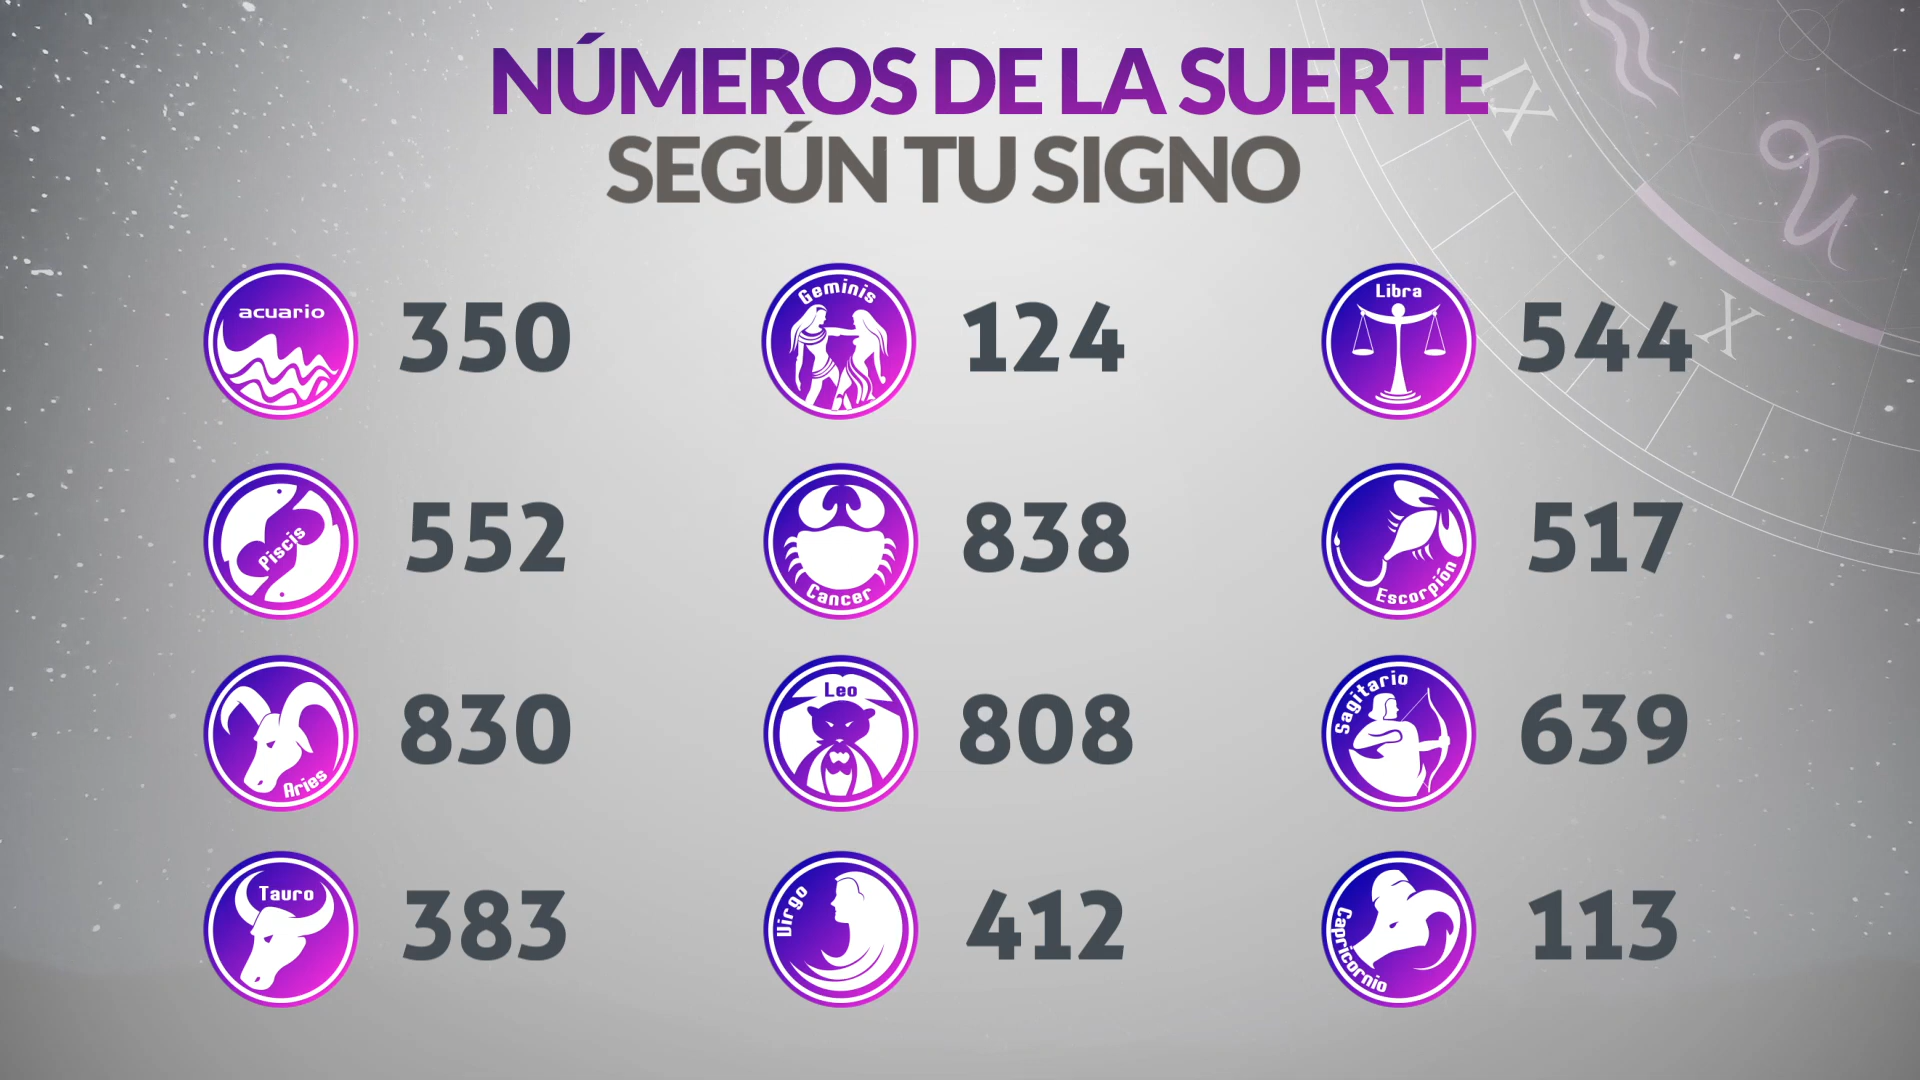 NÚMEROS DE LA SUERTE
SEGÚN TU SIGNO
acuario 350
Geminis 124
Libra 544
Piscis 552
Cancer 838
Escorpión 517
Aries 830
Leo 808
Sagitario 639
Tauro 383
Virgo 412
Capricornio 113